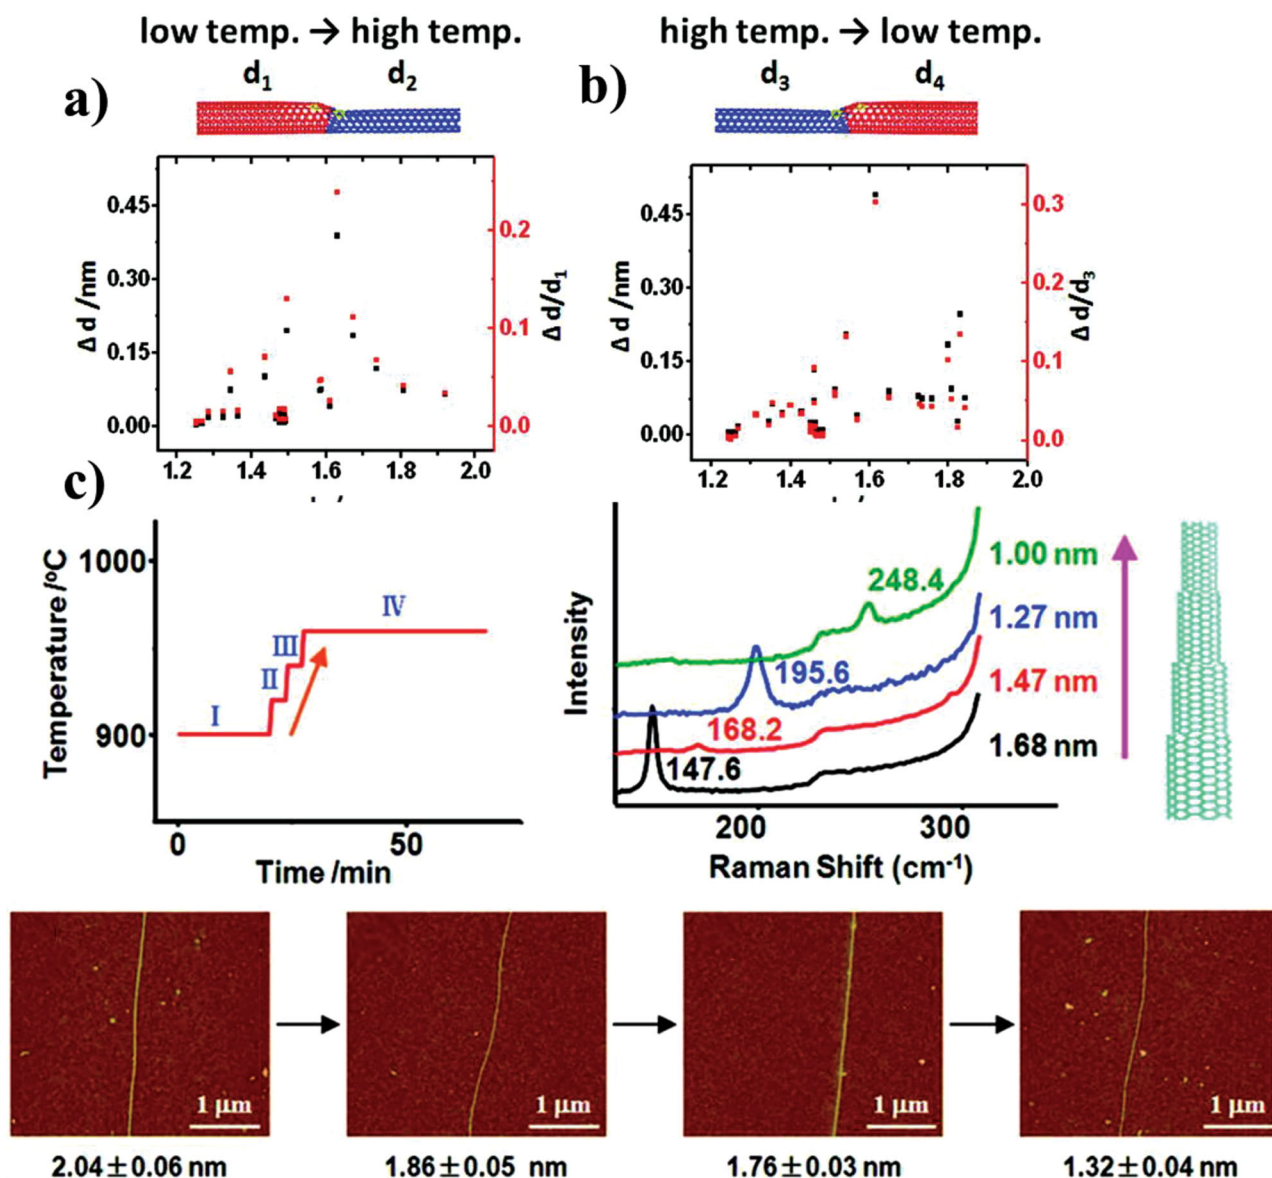 low temp. → high temp.
high temp. → low temp.
a)
d1
d2
b)
d3
d4
Δ d /nm
0.45
0.30
0.15
0.00
1.2 1.4 1.6 1.8 2.0
0.2
0.1
0.0
Δ d/d1
Δ d /nm
0.45
0.30
0.15
0.00
1.2 1.4 1.6 1.8 2.0
0.3
0.2
0.1
0.0
Δ d/d3
c)
Temperature /ºC
1000
900
I
II
III
IV
0 50
Time /min
Intensity
248.4
195.6
168.2
147.6
1.00 nm
1.27 nm
1.47 nm
1.68 nm
200 300
Raman Shift (cm-1)
1 μm
1 μm
1 μm
1 μm
2.04±0.06 nm
1.86±0.05 nm
1.76±0.03 nm
1.32±0.04 nm